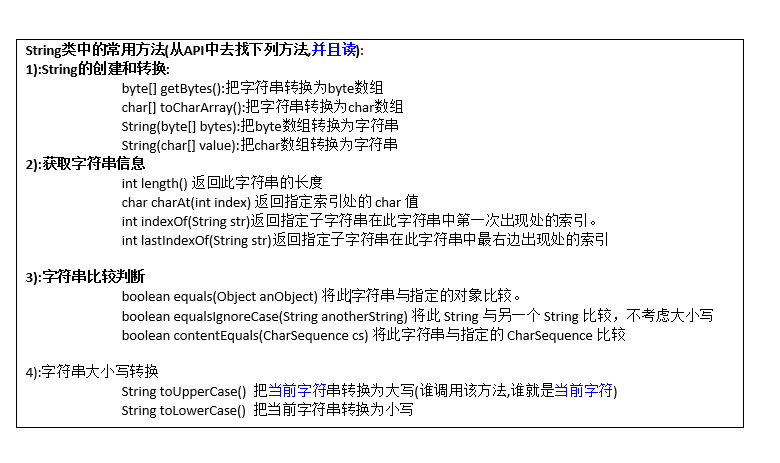 String类中的常用方法(从API中去找下列方法,并且读):
1):String的创建和转换:
byte[] getBytes():把字符串转换为byte数组
char[] toCharArray():把字符串转换为char数组
String(byte[] bytes):把byte数组转换为字符串
String(char[] value):把char数组转换为字符串
2):获取字符串信息
int length() 返回此字符串的长度
char charAt(int index) 返回指定索引处的 char 值
int indexOf(String str)返回指定子字符串在此字符串中第一次出现处的索引。
int lastIndexOf(String str)返回指定子字符串在此字符串中最右边出现处的索引
3):字符串比较判断
boolean equals(Object anObject) 将此字符串与指定的对象比较。
boolean equalsIgnoreCase(String anotherString) 将此 String 与另一个 String 比较，不考虑大小写
boolean contentEquals(CharSequence cs) 将此字符串与指定的 CharSequence 比较
4):字符串大小写转换
String toUpperCase() 把当前字符串转换为大写(谁调用该方法,谁就是当前字符)
String toLowerCase() 把当前字符串转换为小写